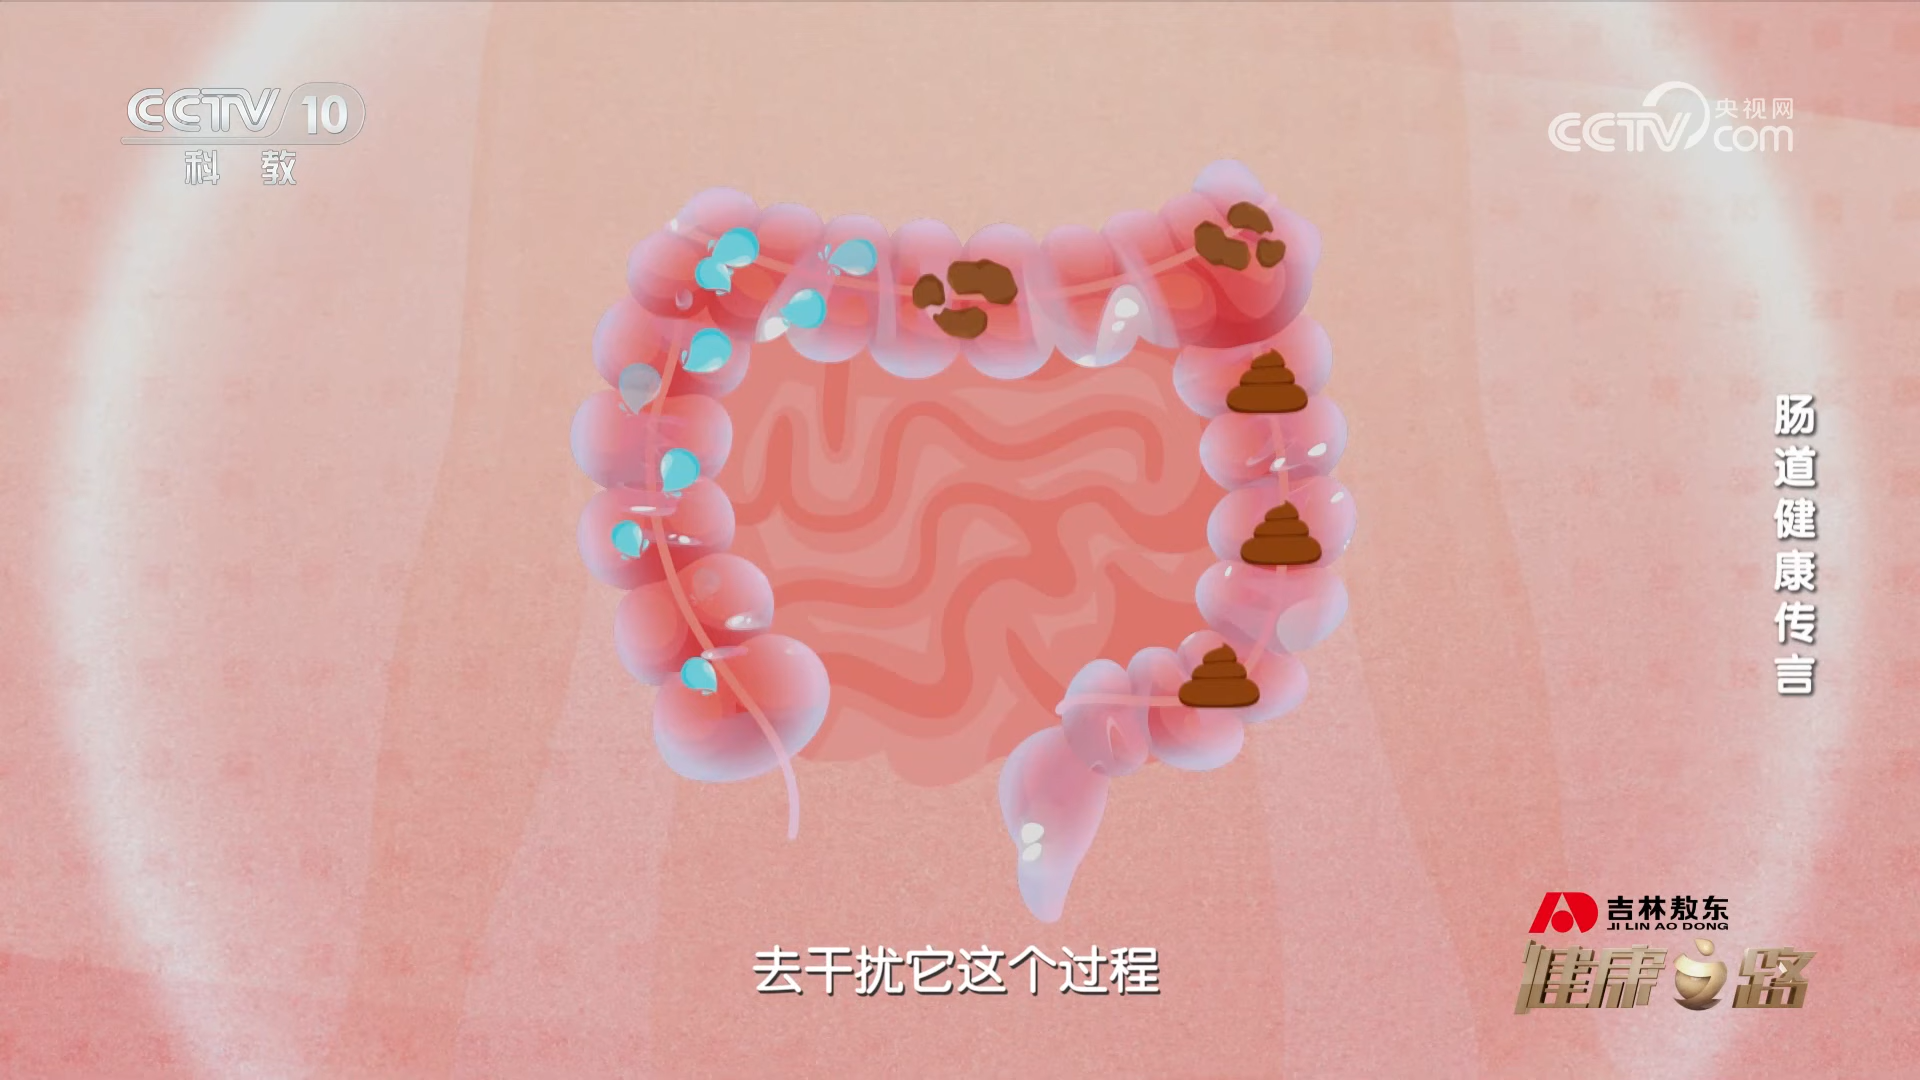 CCTV 10
科 教
央视网
CCTV com
肠道健康传言
吉林敖东
JI LIN AO DONG
健康之路
去干扰它这个过程